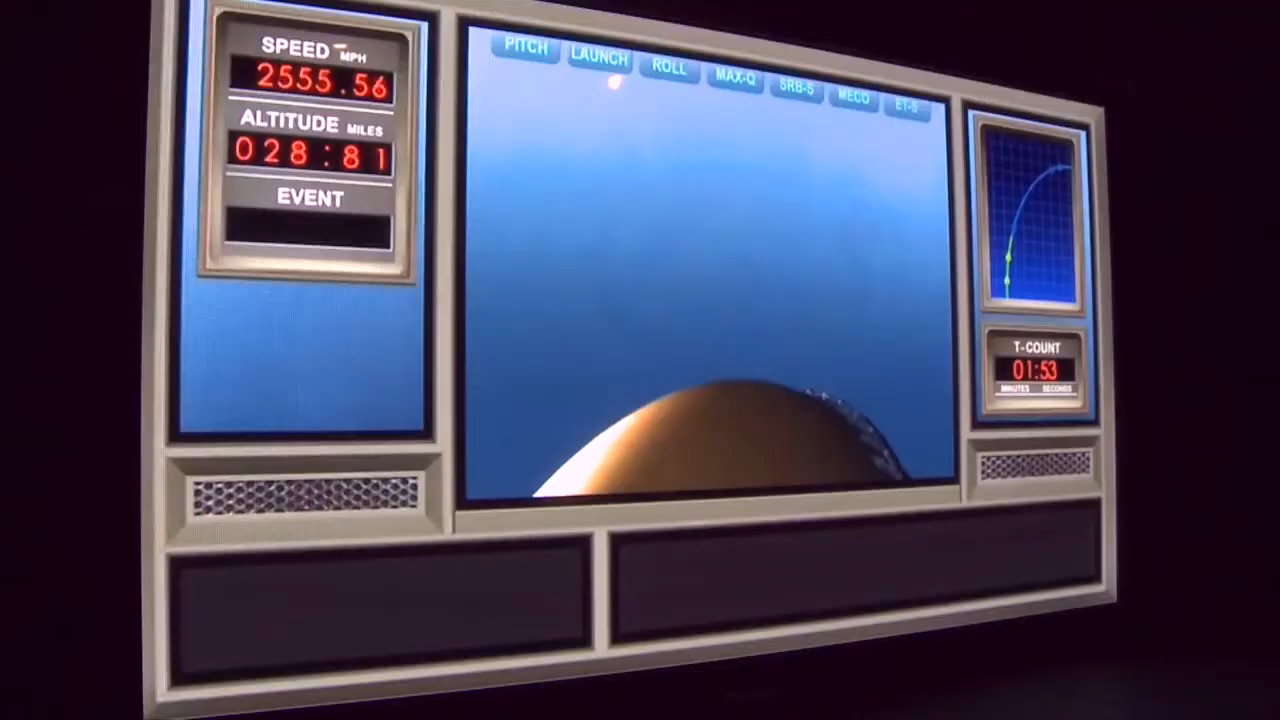 SPEED MPH
2555.56
ALTITUDE MILES
028:81
EVENT
PITCH
LAUNCH
ROLL
MAX-Q
SRB-S
MECO
ET-S
T-COUNT
01:53
MINUTES SECONDS